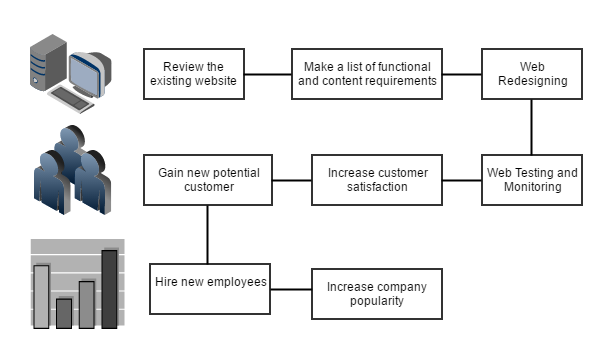 Review the
existing website
Make a list of functional
and content requirements
Web
Redesigning
Web Testing and
Monitoring
Increase customer
satisfaction
Gain new potential
customer
Hire new employees
Increase company
popularity